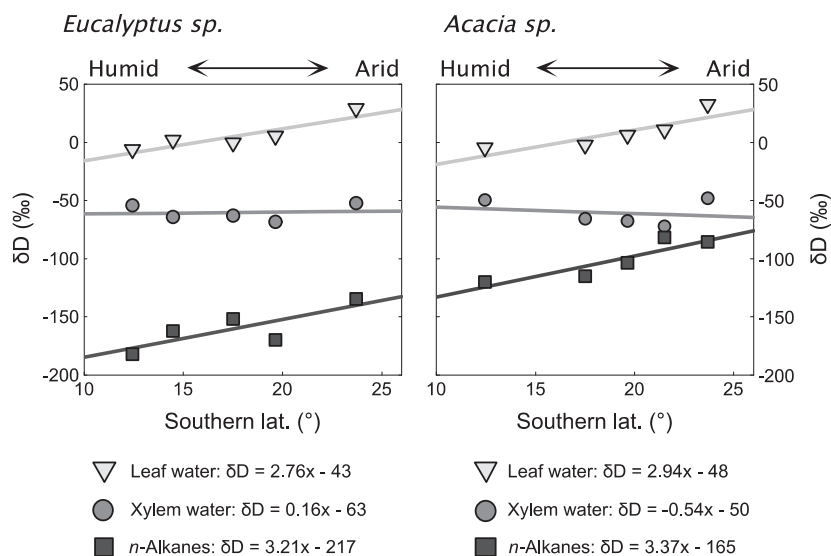 Eucalyptus sp.
Acacia sp.
Humid
Arid
Humid
Arid
50
0
-50
-100
-150
-200
δD (‰)
10
15
20
25
Southern lat. (°)
10
15
20
25
Southern lat. (°)
50
0
-50
-100
-150
-200
δD (‰)
Leaf water: δD = 2.76x - 43
Xylem water: δD = 0.16x - 63
n-Alkanes: δD = 3.21x - 217
Leaf water: δD = 2.94x - 48
Xylem water: δD = -0.54x - 50
n-Alkanes: δD = 3.37x - 165